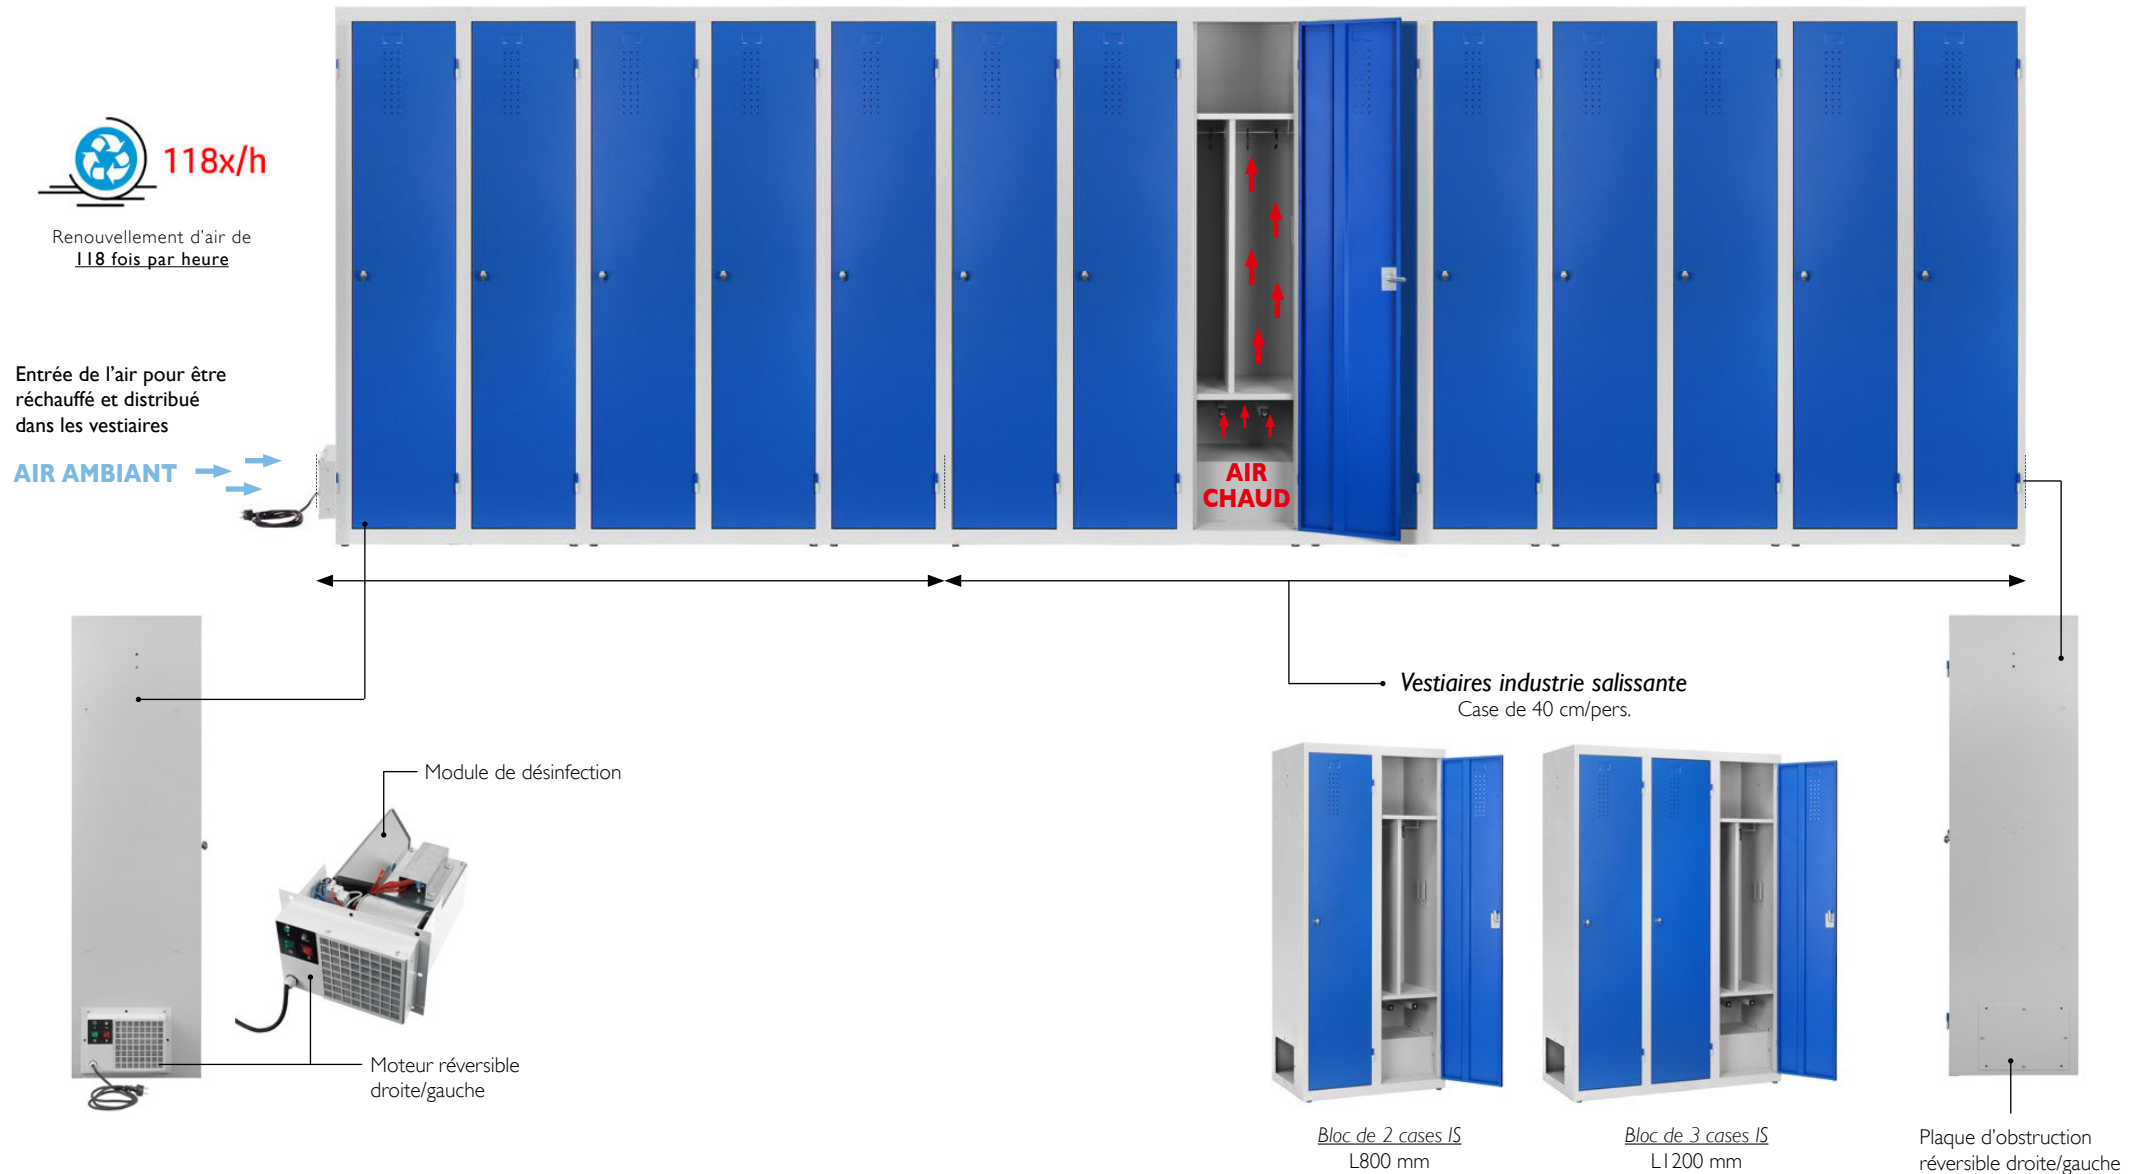 118x/h
Renouvellement d'air de
118 fois par heure
Entrée de l'air pour être
réchauffé et distribué
dans les vestiaires
AIR AMBIANT
AIR
CHAUD
Vestiaires industrie salissante
Case de 40 cm/pers.
Module de désinfection
Moteur réversible
droite/gauche
Bloc de 2 cases IS
L800 mm
Bloc de 3 cases IS
L1200 mm
Plaque d'obstruction
réversible droite/gauche